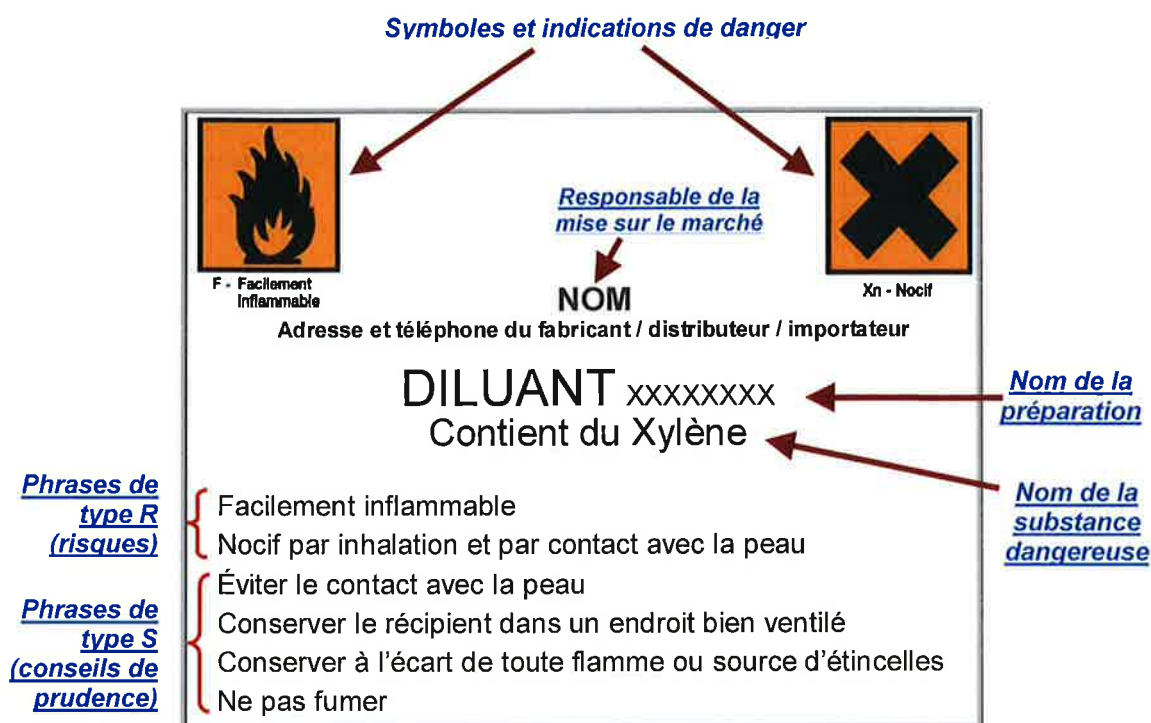 Symboles et indications de danger
Responsable de la
mise sur le marché
F - Facilement
Inflammable
Xn - Nocif
NOM
Adresse et téléphone du fabricant / distributeur / importateur
DILUANT xxxxxxxx
Contient du Xylène
Nom de la
préparation
Nom de la
substance
dangereuse
Phrases de
type R
(risques)
Facilement inflammable
Nocif par inhalation et par contact avec la peau
Phrases de
type S
(conseils de
prudence)
Éviter le contact avec la peau
Conserver le récipient dans un endroit bien ventilé
Conserver à l'écart de toute flamme ou source d'étincelles
Ne pas fumer